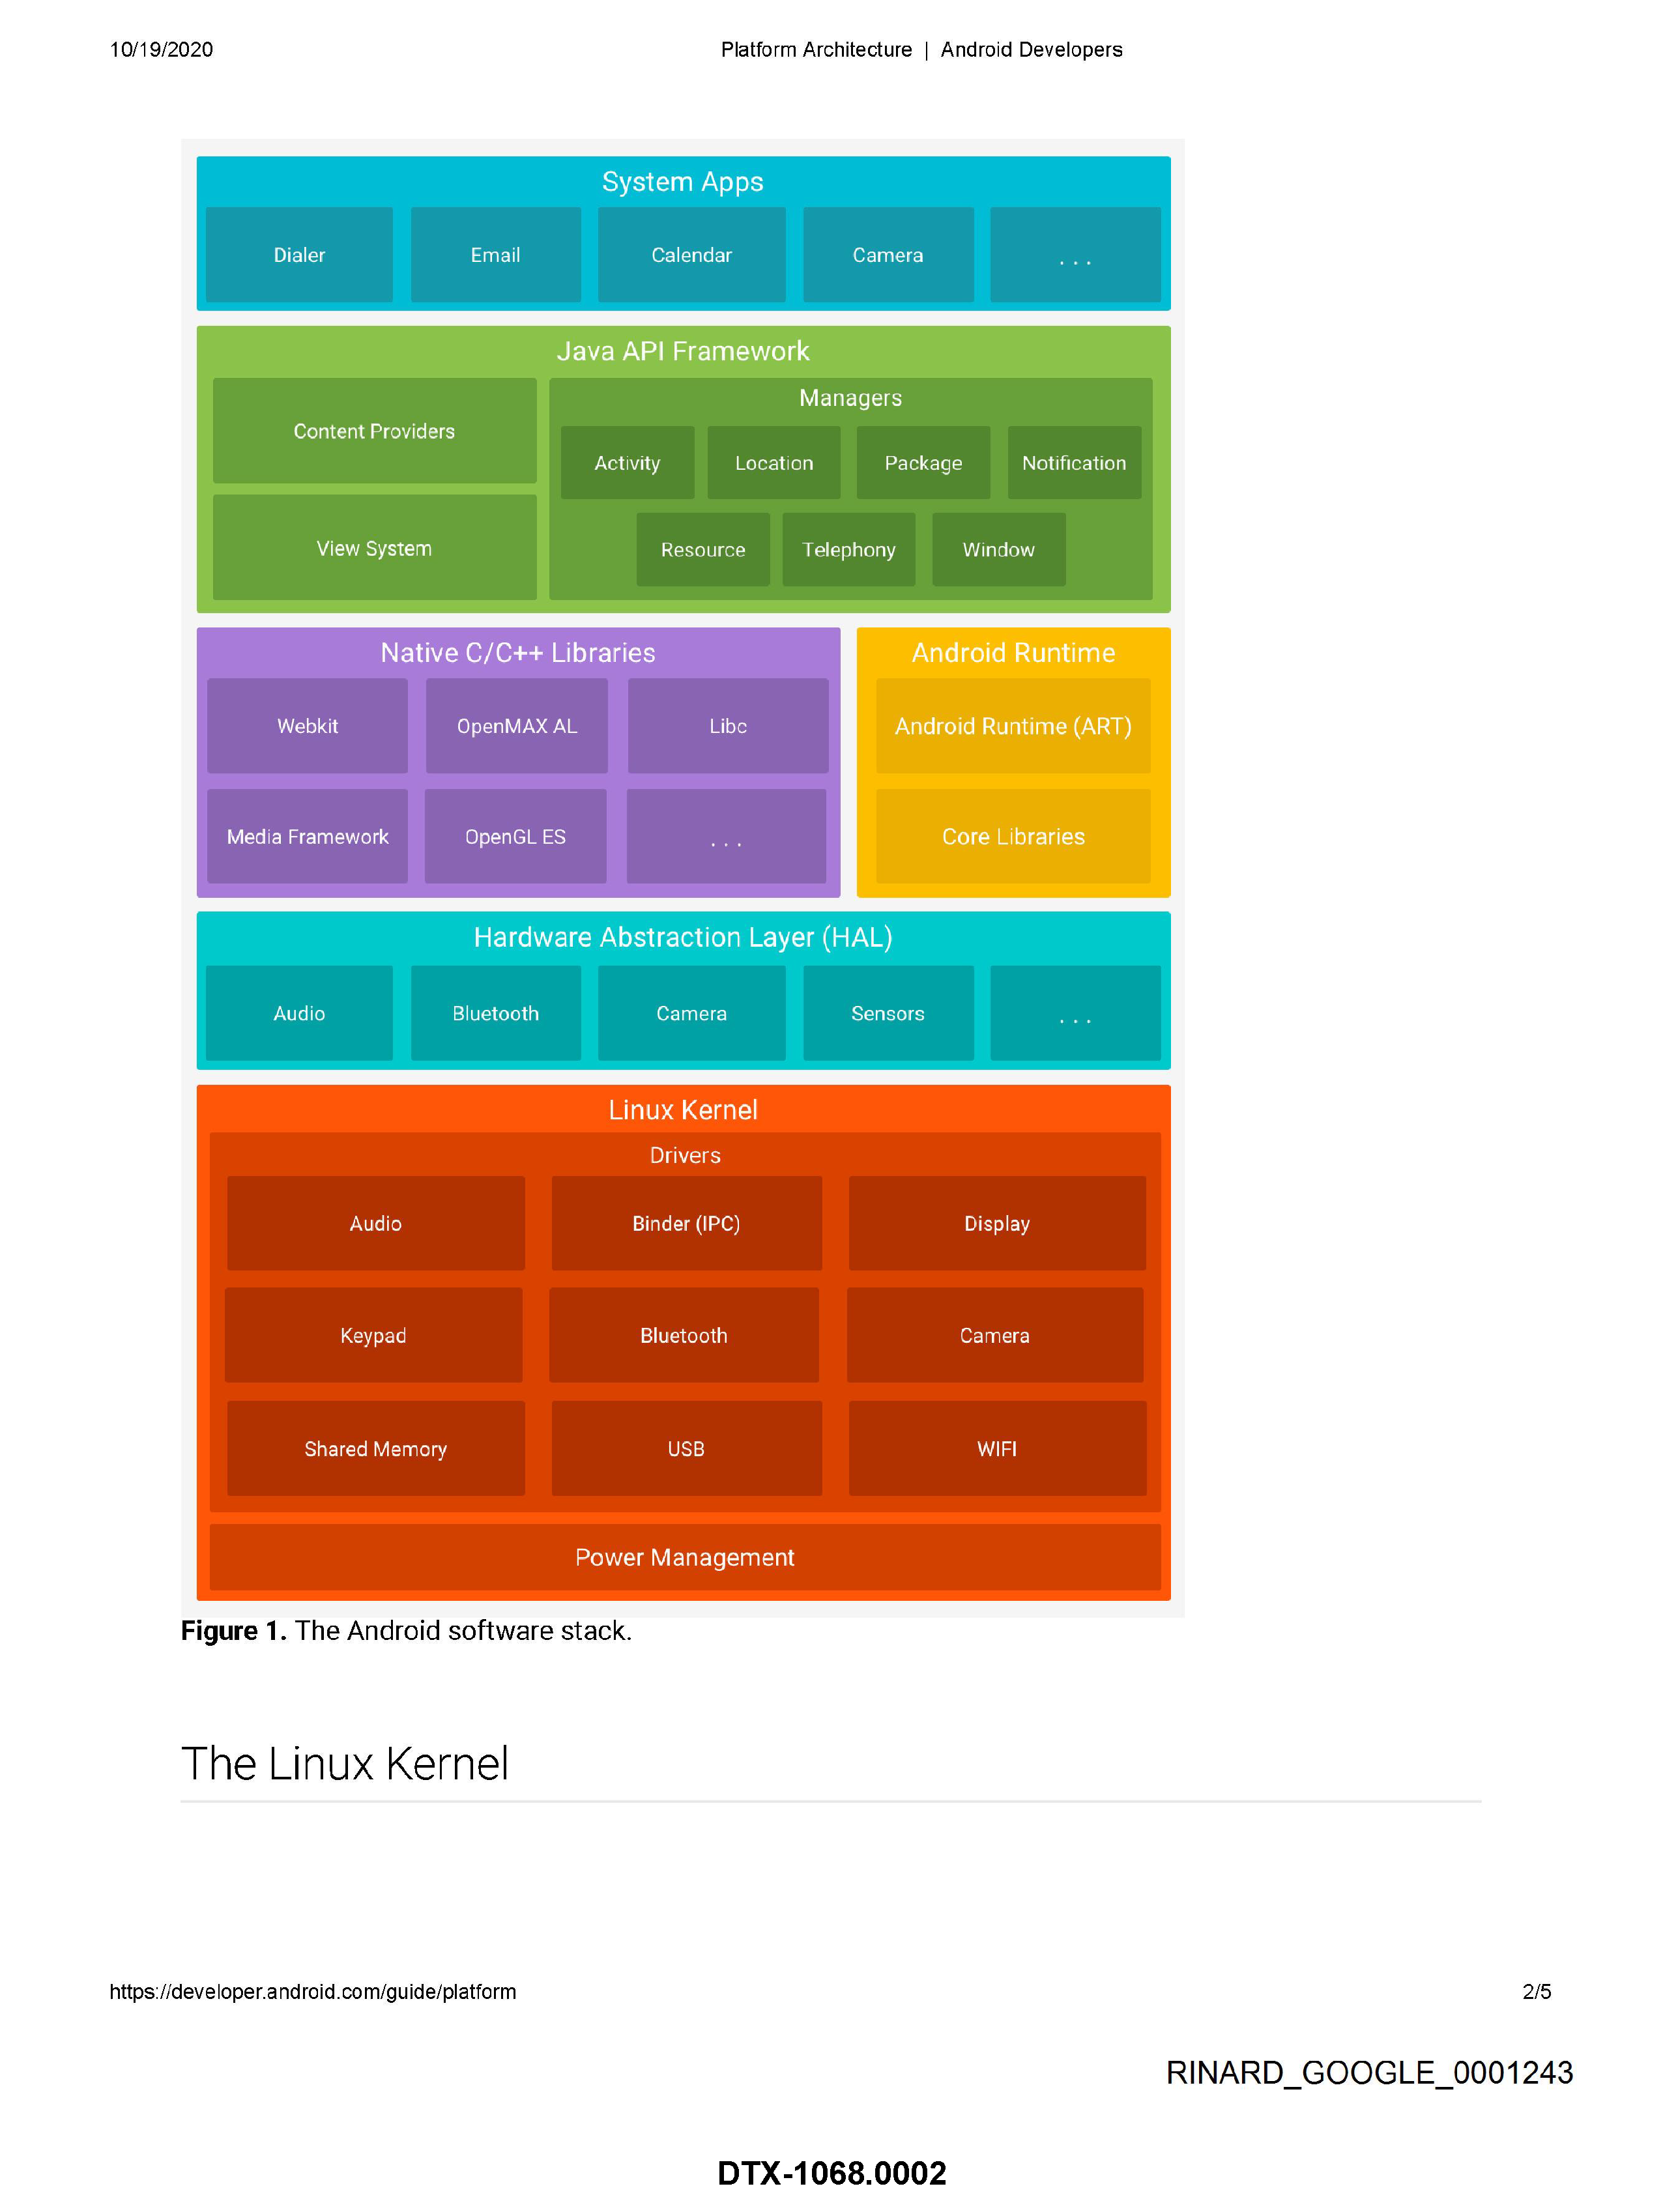 10/19/2020 Platform Architecture | Android Developers
System Apps
Dialer Email Calendar Camera . . .
Java API Framework
Content Providers
View System
Managers
Activity Location Package Notification
Resource Telephony Window
Native C/C++ Libraries
Webkit OpenMAX AL Libc
Media Framework OpenGL ES . . .
Android Runtime
Android Runtime (ART)
Core Libraries
Hardware Abstraction Layer (HAL)
Audio Bluetooth Camera Sensors . . .
Linux Kernel
Drivers
Audio Binder (IPC) Display
Keypad Bluetooth Camera
Shared Memory USB WIFI
Power Management
Figure 1. The Android software stack.
The Linux Kernel
https://developer.android.com/guide/platform 2/5
RINARD_GOOGLE_0001243
DTX-1068.0002